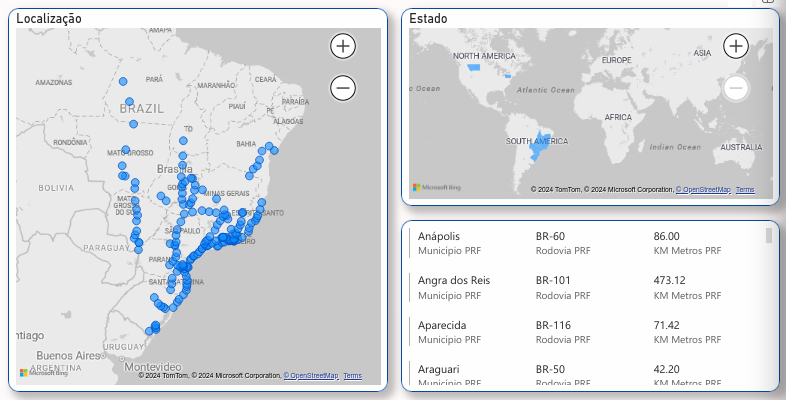 Localização
AMAPÁ
AMAZONAS
PARÁ
MARANHÃO
CEARÁ
BRAZIL
PIAUÍ
PARAÍBA
PE
ALAGOAS
TO
RONDÔNIA
MATO GROSSO
BAHIA
Brasília
BOLIVIA
MATO
GROSSO
DO SUL
MINAS GERAIS
SÃO PAULO
PARAGUAY
SANTA CATARINA
URUGUAY
Buenos Aires
Montevideo
ARGENTINA
Microsoft Bing
© 2024 TomTom, © 2024 Microsoft Corporation, © OpenStreetMap Terms
Estado
NORTH AMERICA
EUROPE
ASIA
Atlantic Ocean
AFRICA
SOUTH AMERICA
Indian Ocean
AUSTRALIA
Microsoft Bing
© 2024 TomTom, © 2024 Microsoft Corporation, © OpenStreetMap Terms
Anápolis BR-60 86.00
Municipio PRF Rodovia PRF KM Metros PRF
Angra dos Reis BR-101 473.12
Municipio PRF Rodovia PRF KM Metros PRF
Aparecida BR-116 71.42
Municipio PRF Rodovia PRF KM Metros PRF
Araguari BR-50 42.20
Municipio PRF Rodovia PRF KM Metros PRF